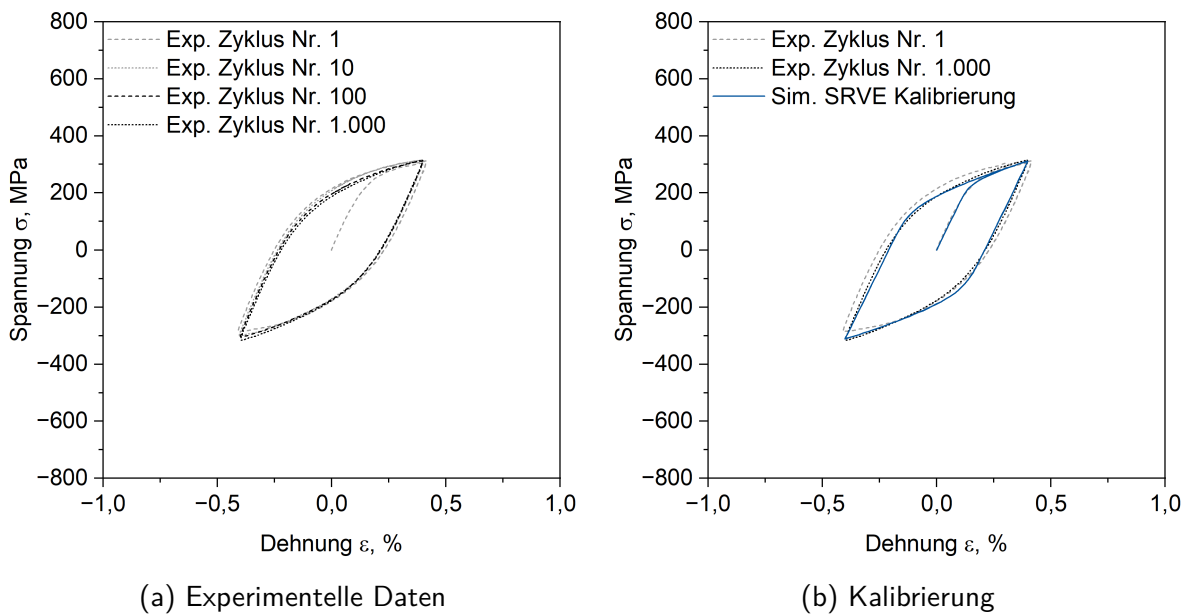 800
600
400
200
0
−200
−400
−600
−800
Spannung σ, MPa
Exp. Zyklus Nr. 1
Exp. Zyklus Nr. 10
Exp. Zyklus Nr. 100
Exp. Zyklus Nr. 1.000
−1,0 −0,5 0,0 0,5 1,0
Dehnung ε, %
(a) Experimentelle Daten
800
600
400
200
0
−200
−400
−600
−800
Spannung σ, MPa
Exp. Zyklus Nr. 1
Exp. Zyklus Nr. 1.000
Sim. SRVE Kalibrierung
−1,0 −0,5 0,0 0,5 1,0
Dehnung ε, %
(b) Kalibrierung